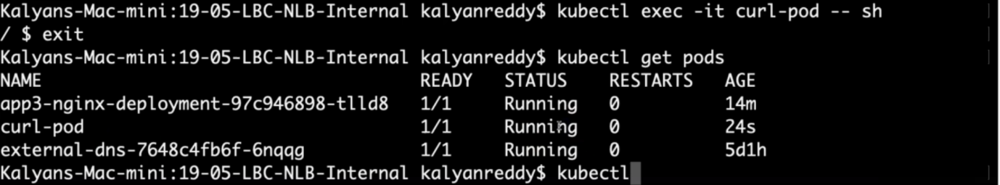 Kalyans-Mac-mini:19-05-LBC-NLB-Internal kalyanreddy$ kubectl exec -it curl-pod -- sh
/ $ exit
Kalyans-Mac-mini:19-05-LBC-NLB-Internal kalyanreddy$ kubectl get pods
NAME READY STATUS RESTARTS AGE
app3-nginx-deployment-97c946898-tlld8 1/1 Running 0 14m
curl-pod 1/1 Running 0 24s
external-dns-7648c4fb6f-6nqqg 1/1 Running 0 5d1h
Kalyans-Mac-mini:19-05-LBC-NLB-Internal kalyanreddy$ kubectl